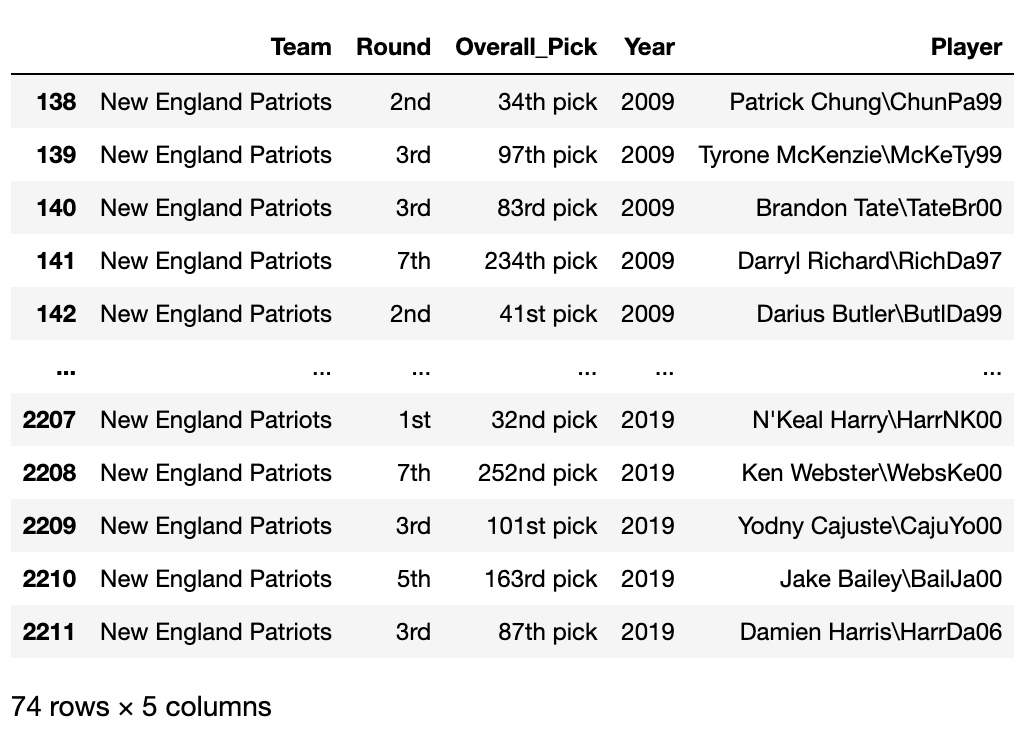 Team Round Overall_Pick Year Player
138 New England Patriots 2nd 34th pick 2009 Patrick Chung\ChunPa99
139 New England Patriots 3rd 97th pick 2009 Tyrone McKenzie\McKeTy99
140 New England Patriots 3rd 83rd pick 2009 Brandon Tate\TateBr00
141 New England Patriots 7th 234th pick 2009 Darryl Richard\RichDa97
142 New England Patriots 2nd 41st pick 2009 Darius Butler\ButlDa99
... ... ... ... ... ...
2207 New England Patriots 1st 32nd pick 2019 N'Keal Harry\HarrNK00
2208 New England Patriots 7th 252nd pick 2019 Ken Webster\WebsKe00
2209 New England Patriots 3rd 101st pick 2019 Yodny Cajuste\CajuYo00
2210 New England Patriots 5th 163rd pick 2019 Jake Bailey\BailJa00
2211 New England Patriots 3rd 87th pick 2019 Damien Harris\HarrDa06
74 rows × 5 columns